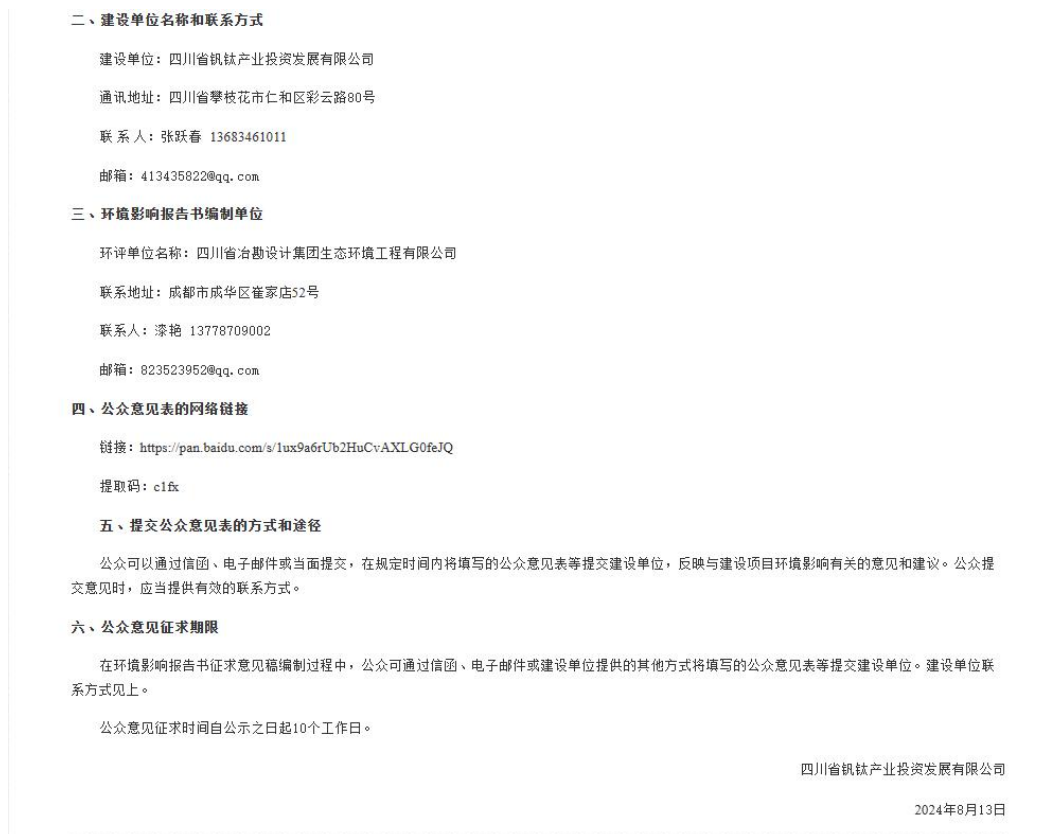 二、建设单位名称和联系方式
建设单位：四川省钒钛产业投资发展有限公司
通讯地址：四川省攀枝花市仁和区彩云路80号
联 系 人：张跃春 13683461011
邮箱：413435822@qq.com
三、环境影响报告书编制单位
环评单位名称：四川省冶勘设计集团生态环境工程有限公司
联系地址：成都市成华区崔家店52号
联系人：漆艳 13778709002
邮箱：823523952@qq.com
四、公众意见表的网络链接
链接：https://pan.baidu.com/s/1ux9a6rUb2HuCvAXLG0feJQ
提取码：c1fx
五、提交公众意见表的方式和途径
公众可以通过信函、电子邮件或当面提交，在规定时间内将填写的公众意见表等提交建设单位，反映与建设项目环境影响有关的意见和建议。公众提
交意见时，应当提供有效的联系方式。
六、公众意见征求期限
在环境影响报告书征求意见稿编制过程中，公众可通过信函、电子邮件或建设单位提供的其他方式将填写的公众意见表等提交建设单位。建设单位联
系方式见上。
公众意见征求时间自公示之日起10个工作日。
四川省钒钛产业投资发展有限公司
2024年8月13日